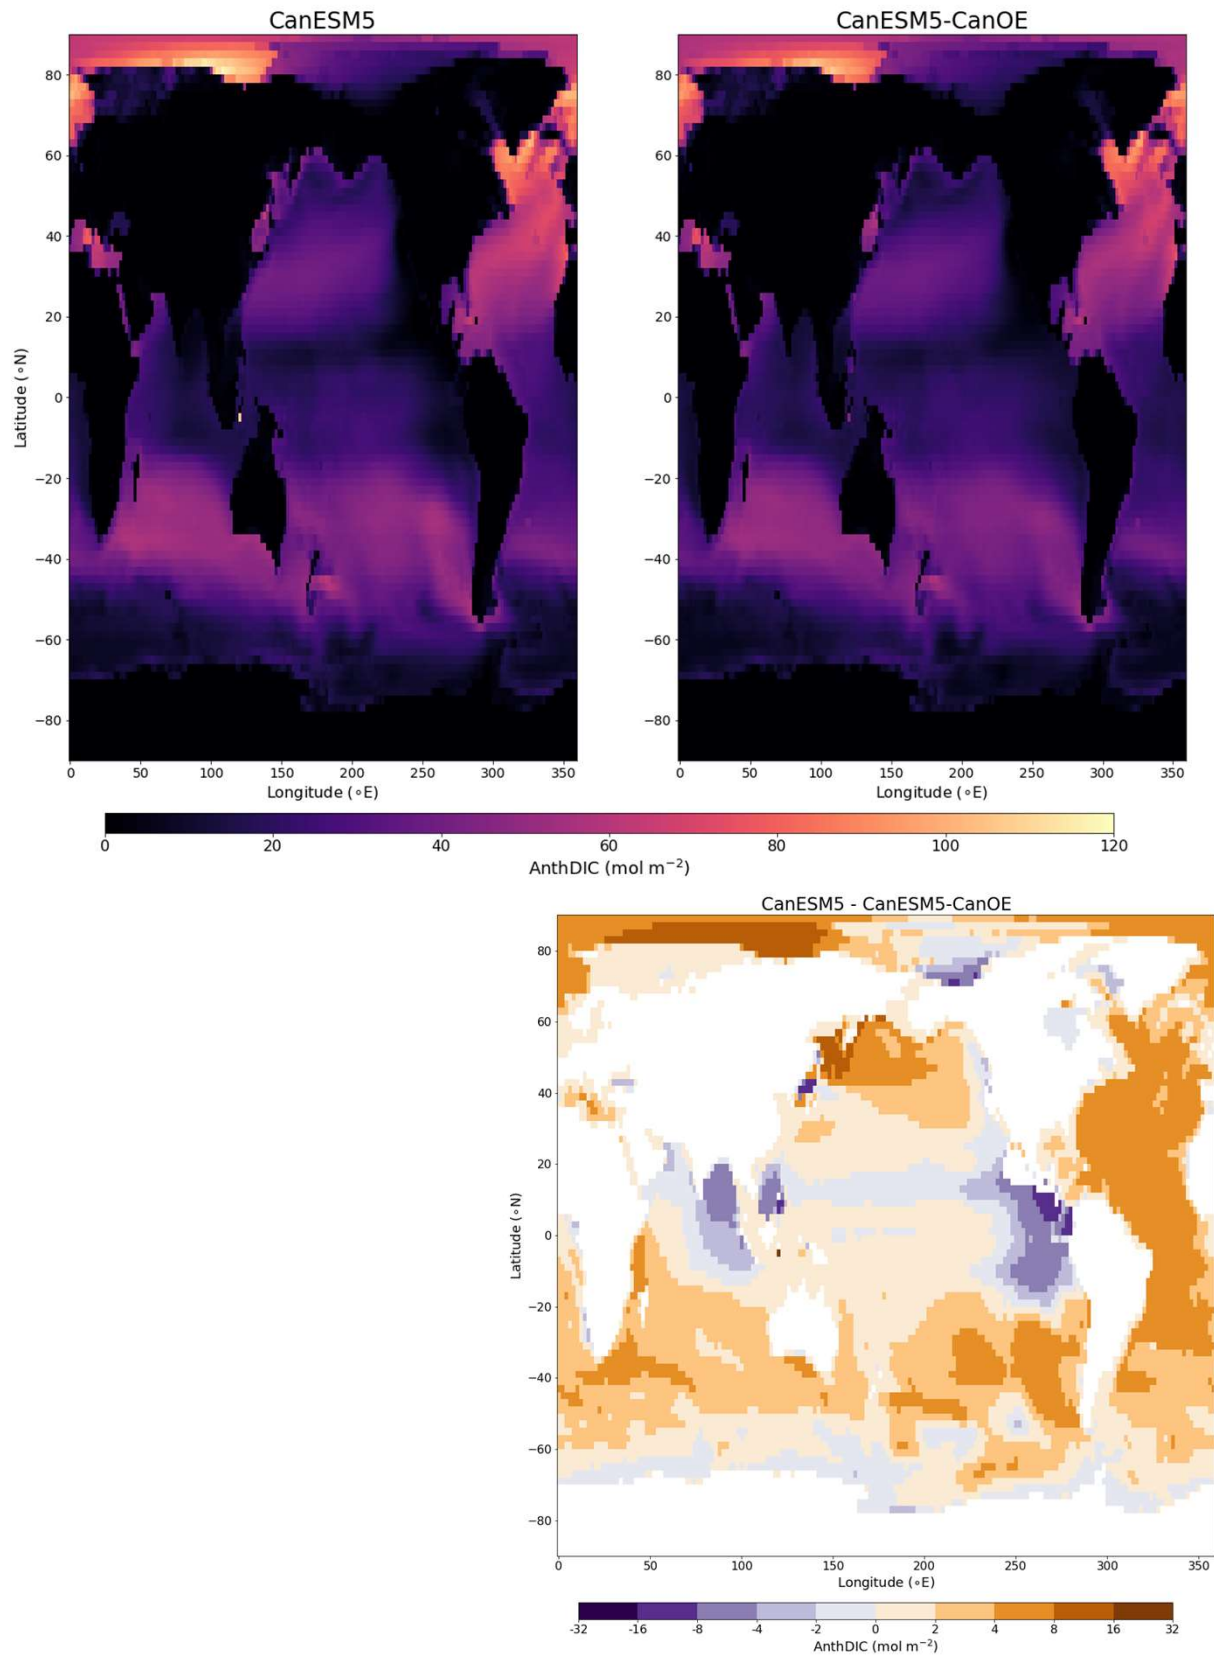 CanESM5
CanESM5-CanOE
80
60
40
20
0
−20
−40
−60
−80
Latitude (∘N)
0 50 100 150 200 250 300 350
Longitude (∘E)
80
60
40
20
0
−20
−40
−60
−80
0 50 100 150 200 250 300 350
Longitude (∘E)
0 20 40 60 80 100 120
AnthDIC (mol m⁻²)
CanESM5 - CanESM5-CanOE
80
60
40
20
0
−20
−40
−60
−80
Latitude (∘N)
0 50 100 150 200 250 300 350
Longitude (∘E)
-32 -16 -8 -4 -2 0 2 4 8 16 32
AnthDIC (mol m⁻²)